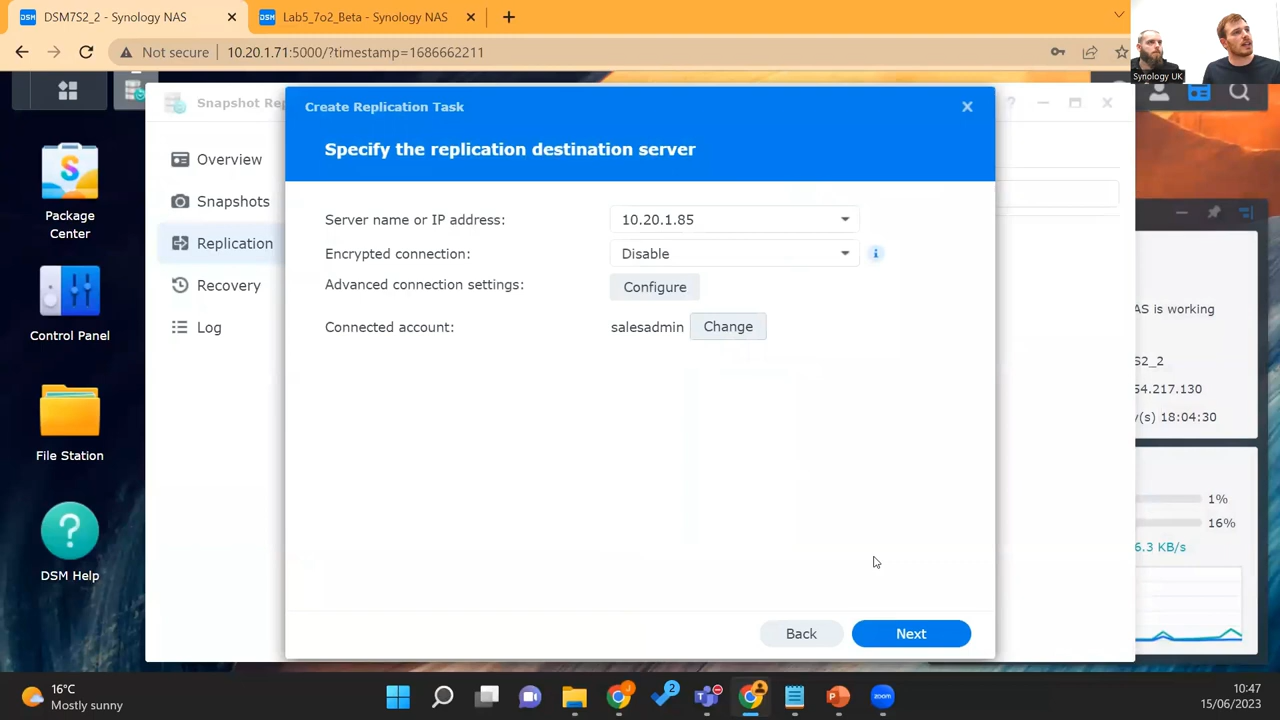 DSM7S2_2 - Synology NAS
Lab5_7o2_Beta - Synology NAS
Not secure
10.20.1.71:5000/?timestamp=1686662211
Synology UK
Snapshot Rep
Create Replication Task
Specify the replication destination server
Package
Center
Control Panel
File Station
DSM Help
Overview
Snapshots
Replication
Recovery
Log
Server name or IP address:
10.20.1.85
Encrypted connection:
Disable
Advanced connection settings:
Configure
Connected account:
salesadmin
Change
Back
Next
AS is working
S2_2
54.217.130
y(s) 18:04:30
1%
16%
6.3 KB/s
16°C
Mostly sunny
2
10:47
15/06/2023
zoom